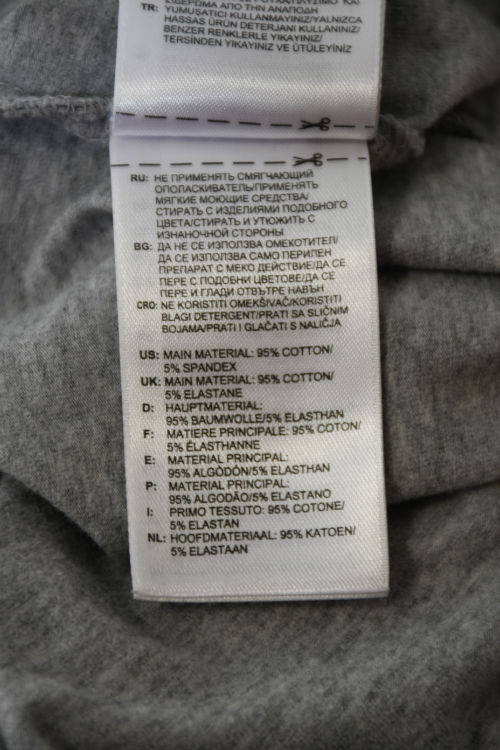 ΣΙΔΕΡΩΜΑ ΑΠΟ ΤΗΝ ΑΝΑΠΟΔΗ
TR: YUMUŞATICI KULLANMAYINIZ/YALNIZCA
HASSAS ÜRÜN DETERJANI KULLANINIZ/
BENZER RENKLERLE YIKAYINIZ/
TERSİNDEN YIKAYINIZ VE ÜTÜLEYİNİZ
RU: НЕ ПРИМЕНЯТЬ СМЯГЧАЮЩИЙ
ОПОЛАСКИВАТЕЛЬ/ПРИМЕНЯТЬ
МЯГКИЕ МОЮЩИЕ СРЕДСТВА/
СТИРАТЬ С ИЗДЕЛИЯМИ ПОДОБНОГО
ЦВЕТА/СТИРАТЬ И УТЮЖИТЬ С
ИЗНАНОЧНОЙ СТОРОНЫ
BG: ДА НЕ СЕ ИЗПОЛЗВА ОМЕКОТИТЕЛ/
ДА СЕ ИЗПОЛЗВА САМО ПЕРИЛЕН
ПРЕПАРАТ С МЕКО ДЕЙСТВИЕ/ДА СЕ
ПЕРЕ С ПОДОБНИ ЦВЕТОВЕ/ДА СЕ
ПЕРЕ И ГЛАДИ ОТВЪТРЕ НАВЪН
CRO: NE KORISTITI OMEKŠIVAČ/KORISTITI
BLAGI DETERGENT/PRATI SA SLIČNIM
BOJAMA/PRATI I GLAČATI S NALIČJA
US: MAIN MATERIAL: 95% COTTON/
5% SPANDEX
UK: MAIN MATERIAL: 95% COTTON/
5% ELASTANE
D: HAUPTMATERIAL:
95% BAUMWOLLE/5% ELASTHAN
F: MATIERE PRINCIPALE: 95% COTON/
5% ÉLASTHANNE
E: MATERIAL PRINCIPAL:
95% ALGÒDÓN/5% ELASTHAN
P: MATERIAL PRINCIPAL:
95% ALGODÃO/5% ELASTANO
I: PRIMO TESSUTO: 95% COTONE/
5% ELASTAN
NL: HOOFDMATERIAAL: 95% KATOEN/
5% ELASTAAN